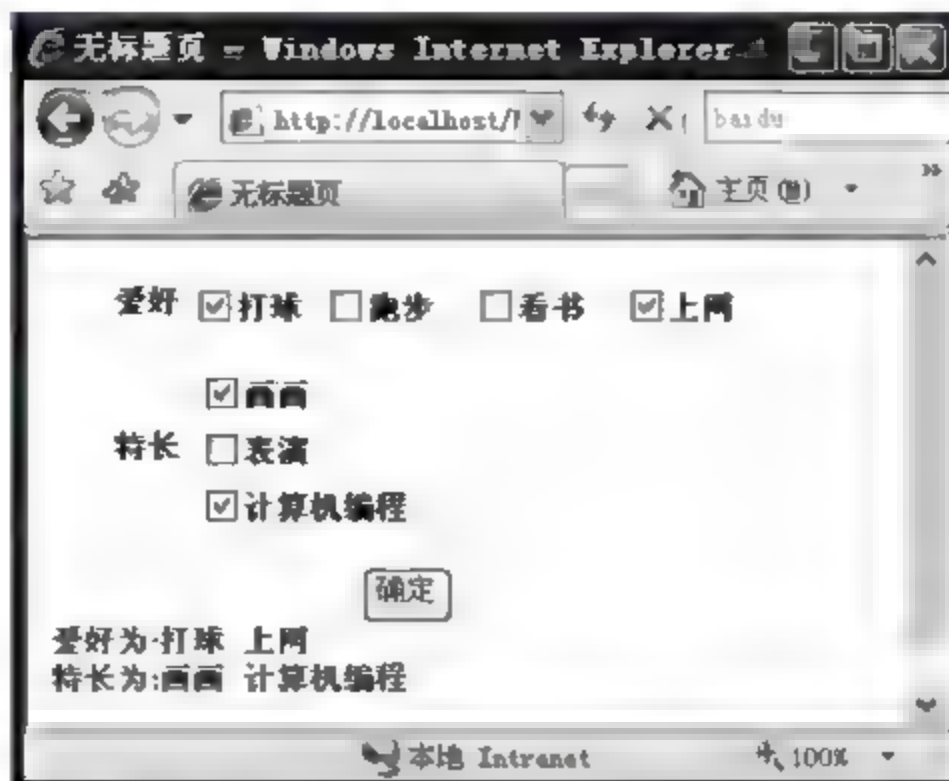 无标题页 - Windows Internet Explorer
http://localhost/
baidu
无标题页
主页(M)
爱好 打球 跑步 看书 上网
画画
特长 表演
计算机编程
确定
爱好为:打球 上网
特长为:画画 计算机编程
本地 Intranet
100%